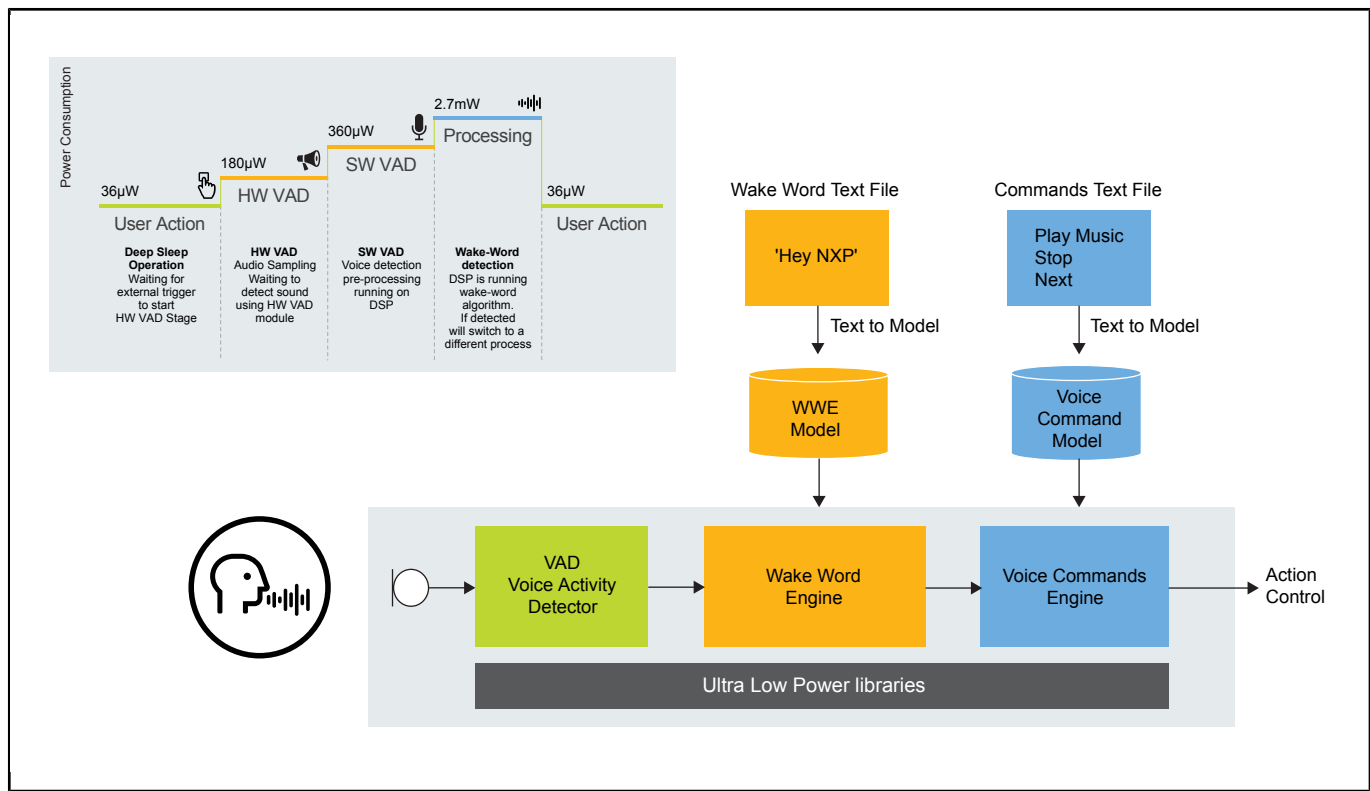 Power Consumption
36µW
User Action
180µW
HW VAD
360µW
SW VAD
2.7mW
Processing
36µW
User Action
Deep Sleep
Operation
Waiting for
external trigger
to start
HW VAD Stage
HW VAD
Audio Sampling
Waiting to
detect sound
using HW VAD
module
SW VAD
Voice detection
pre-processing
running on
DSP
Wake-Word
detection
DSP is running
wake-word
algorithm.
If detected
will switch to a
different process
Wake Word Text File
'Hey NXP'
Text to Model
WWE
Model
Commands Text File
Play Music
Stop
Next
Text to Model
Voice
Command
Model
VAD
Voice Activity
Detector
Wake Word
Engine
Voice Commands
Engine
Action
Control
Ultra Low Power libraries